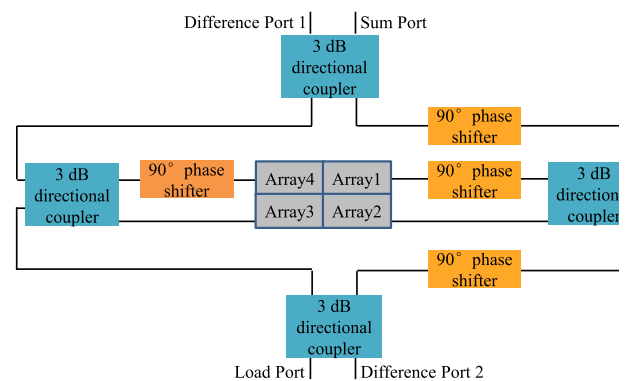 Difference Port 1
Sum Port
3 dB
directional
coupler
90° phase
shifter
3 dB
directional
coupler
90° phase
shifter
Array4
Array1
Array3
Array2
90° phase
shifter
3 dB
coupler
90° phase
shifter
3 dB
directional
coupler
Load Port
Difference Port 2